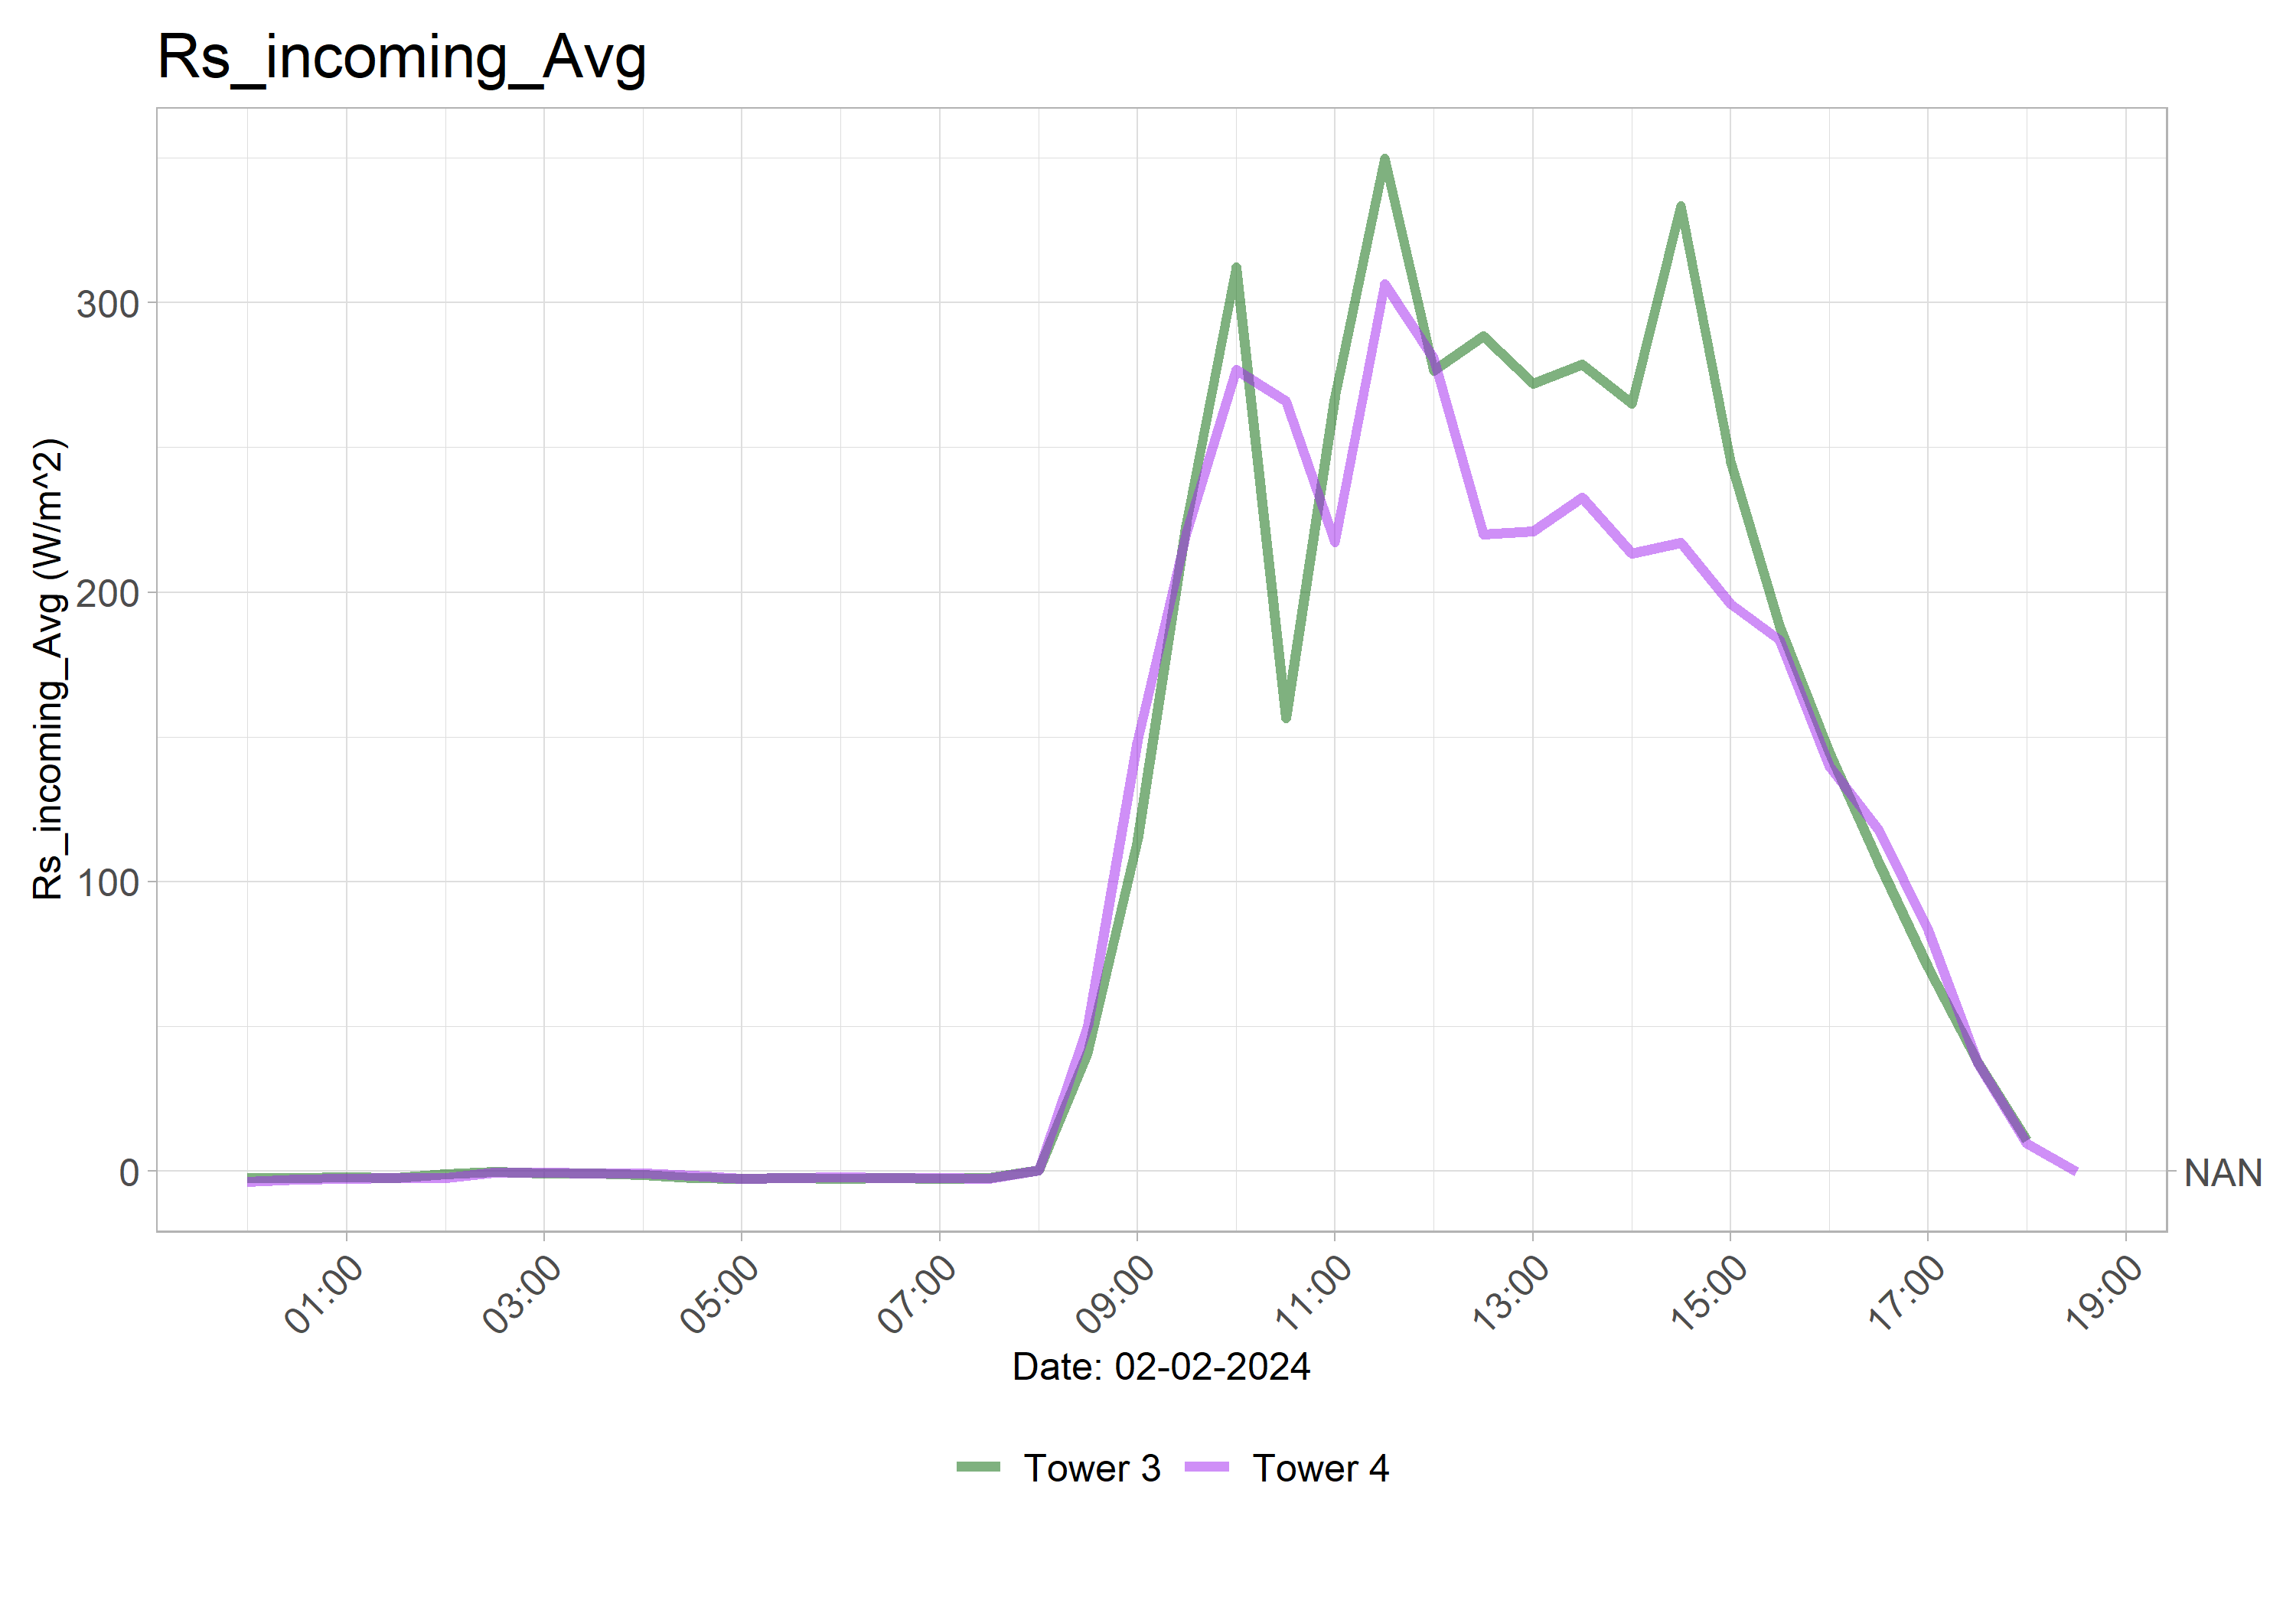 Rs_incoming_Avg
Rs_incoming_Avg (W/m^2)
300
200
100
0
NAN
01:00
03:00
05:00
07:00
09:00
11:00
13:00
15:00
17:00
19:00
Date: 02-02-2024
Tower 3
Tower 4